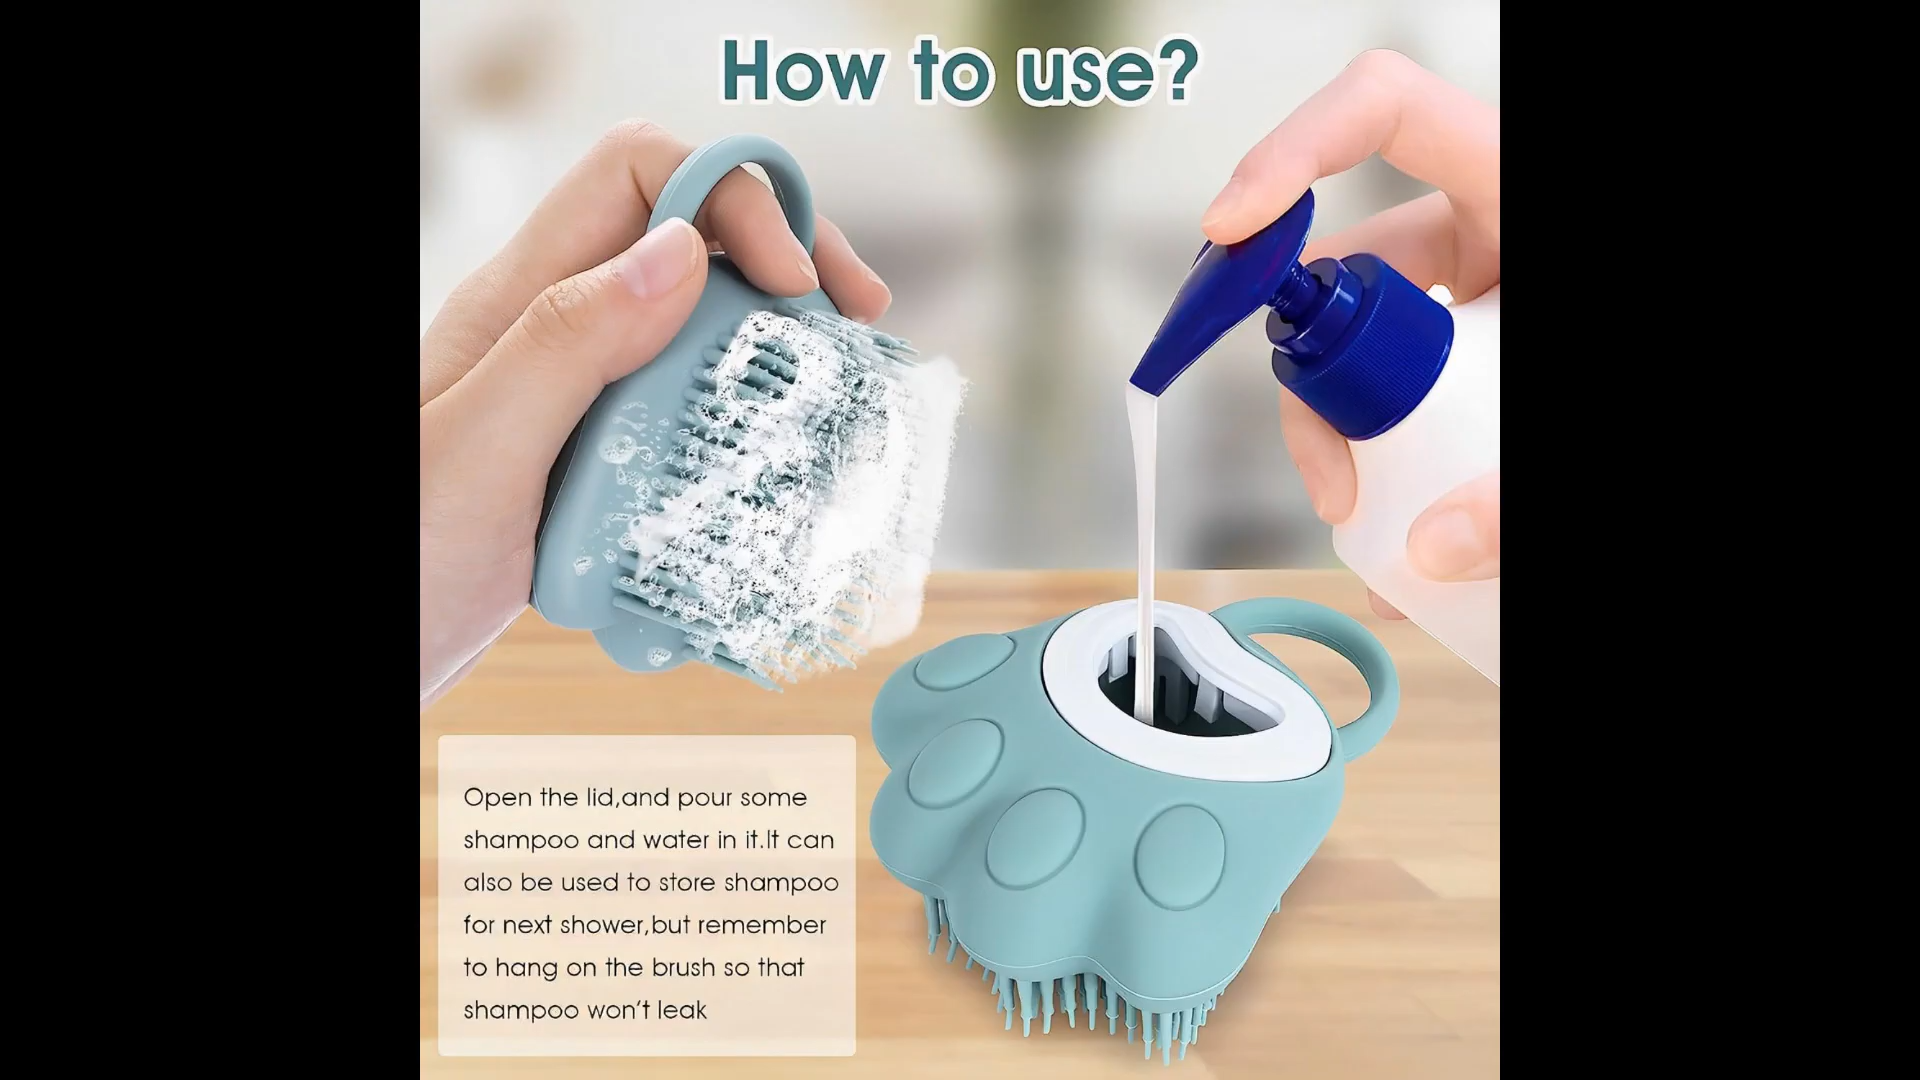 How to use?
Open the lid,and pour some
shampoo and water in it.It can
also be used to store shampoo
for next shower,but remember
to hang on the brush so that
shampoo won't leak